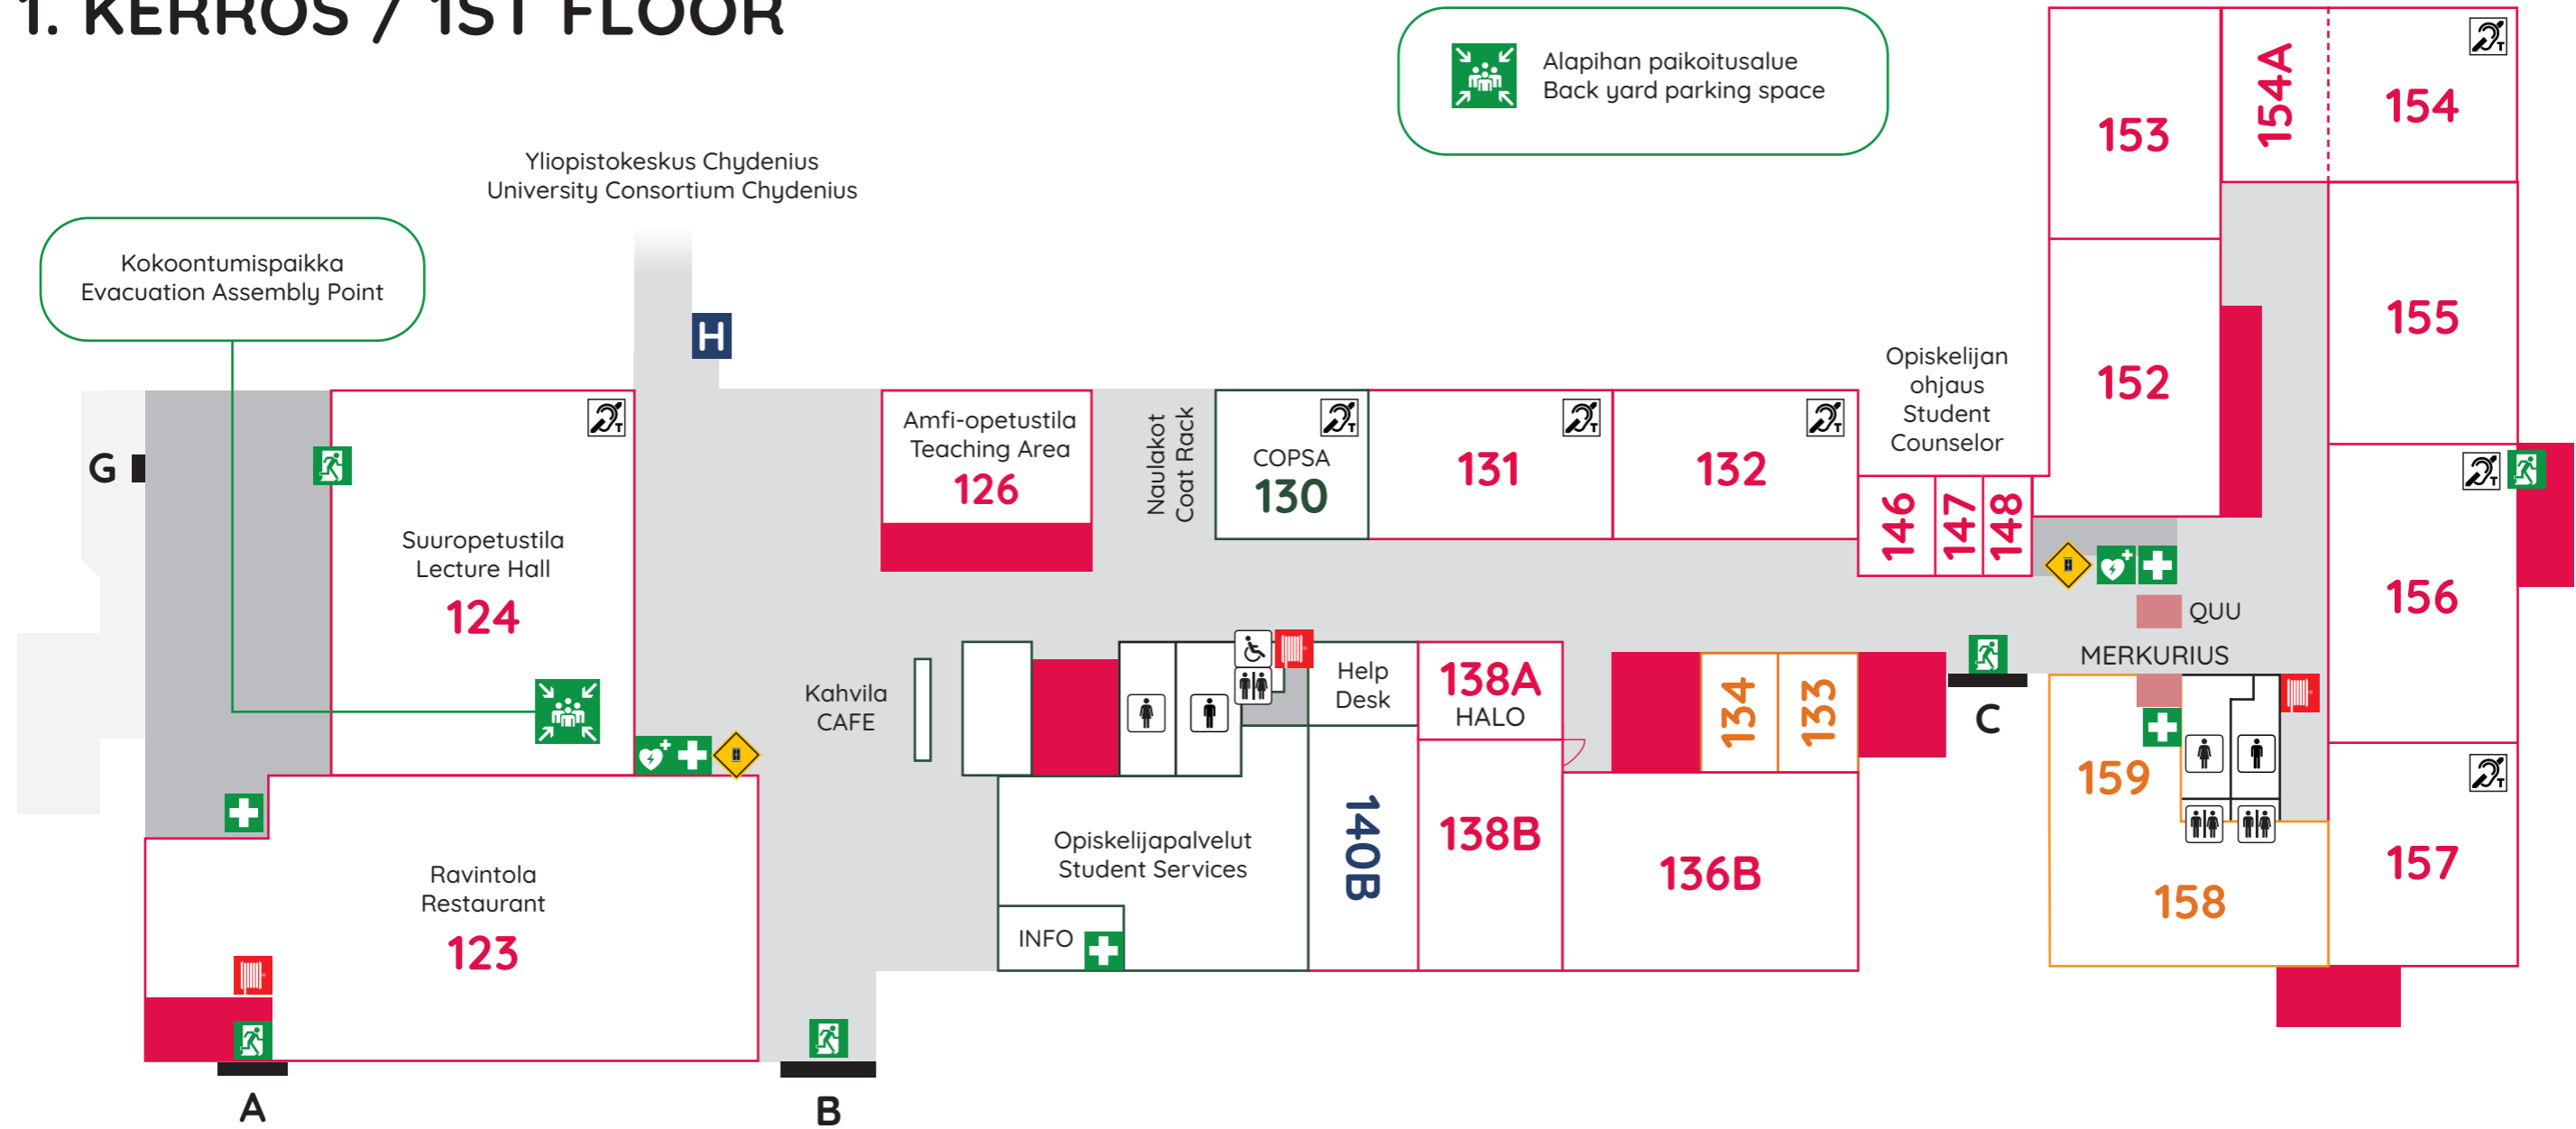 1. KERROS / 1ST FLOOR
Alapihan paikoitusalue
Back yard parking space
Yliopistokeskus Chydenius
University Consortium Chydenius
Kokoontumispaikka
Evacuation Assembly Point
H
G
Suuropetustila
Lecture Hall
124
Amfi-opetustila
Teaching Area
126
Naulakot
Coat Rack
COPSA
130
T
131
T
132
T
T
Opiskelijan
ohjaus
Student
Counselor
146
147
148
153
154A
154
T
152
155
156
T
QUU
MERKURIUS
Kahvila
CAFE
Help
Desk
138A
HALO
134
133
C
159
158
157
T
Opiskelijapalvelut
Student Services
INFO
140B
138B
136B
Ravintola
Restaurant
123
A
B